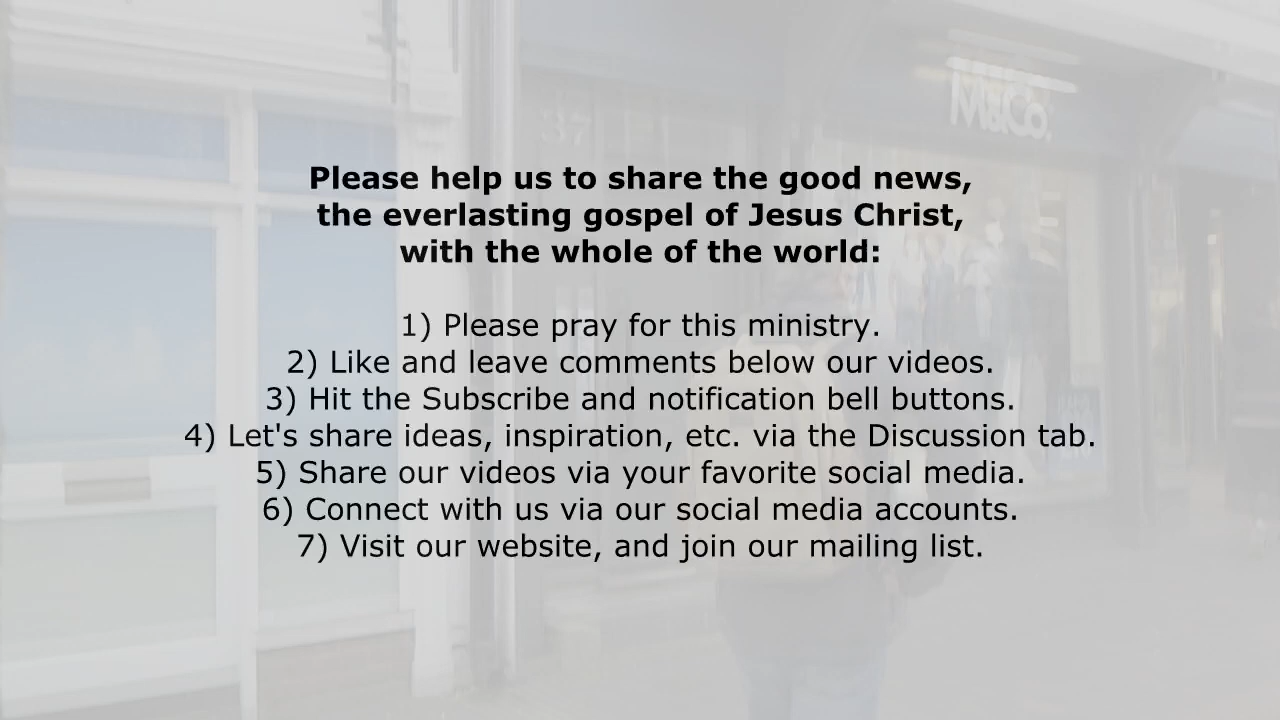 37
M&Co.
Please help us to share the good news,
the everlasting gospel of Jesus Christ,
with the whole of the world:
1) Please pray for this ministry.
2) Like and leave comments below our videos.
3) Hit the Subscribe and notification bell buttons.
4) Let's share ideas, inspiration, etc. via the Discussion tab.
5) Share our videos via your favorite social media.
6) Connect with us via our social media accounts.
7) Visit our website, and join our mailing list.